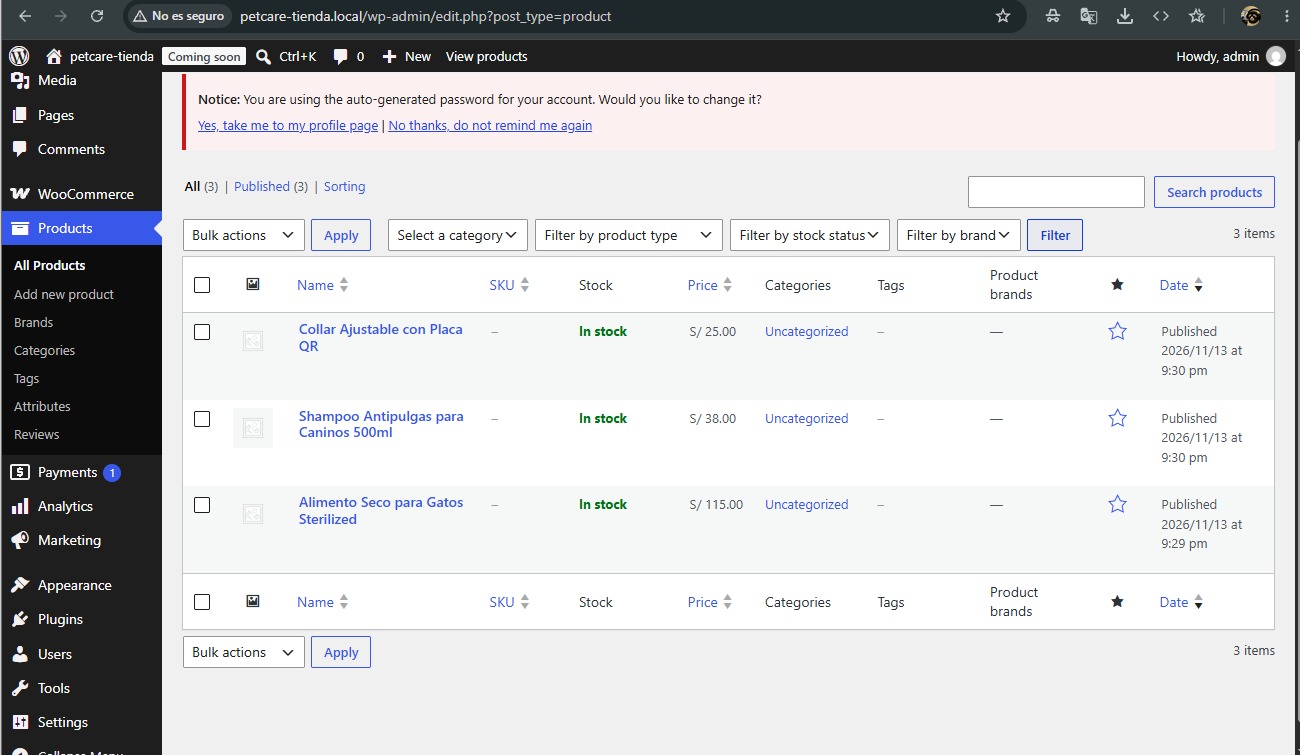 No es seguro petcare-tienda.local/wp-admin/edit.php?post_type=product
petcare-tienda Coming soon Ctrl+K 0 New View products Howdy, admin
Media
Pages
Comments
WooCommerce
Products
All Products
Add new product
Brands
Categories
Tags
Attributes
Reviews
Payments 1
Analytics
Marketing
Appearance
Plugins
Users
Tools
Settings
Collapse Menu
Notice: You are using the auto-generated password for your account. Would you like to change it?
Yes, take me to my profile page | No thanks, do not remind me again
All (3) | Published (3) | Sorting
Search products
Bulk actions Apply Select a category Filter by product type Filter by stock status Filter by brand Filter 3 items
Name SKU Stock Price Categories Tags Product brands Date
Collar Ajustable con Placa QR – In stock S/ 25.00 Uncategorized – — Published 2026/11/13 at 9:30 pm
Shampoo Antipulgas para Caninos 500ml – In stock S/ 38.00 Uncategorized – — Published 2026/11/13 at 9:30 pm
Alimento Seco para Gatos Sterilized – In stock S/ 115.00 Uncategorized – — Published 2026/11/13 at 9:29 pm
Name SKU Stock Price Categories Tags Product brands Date
Bulk actions Apply 3 items